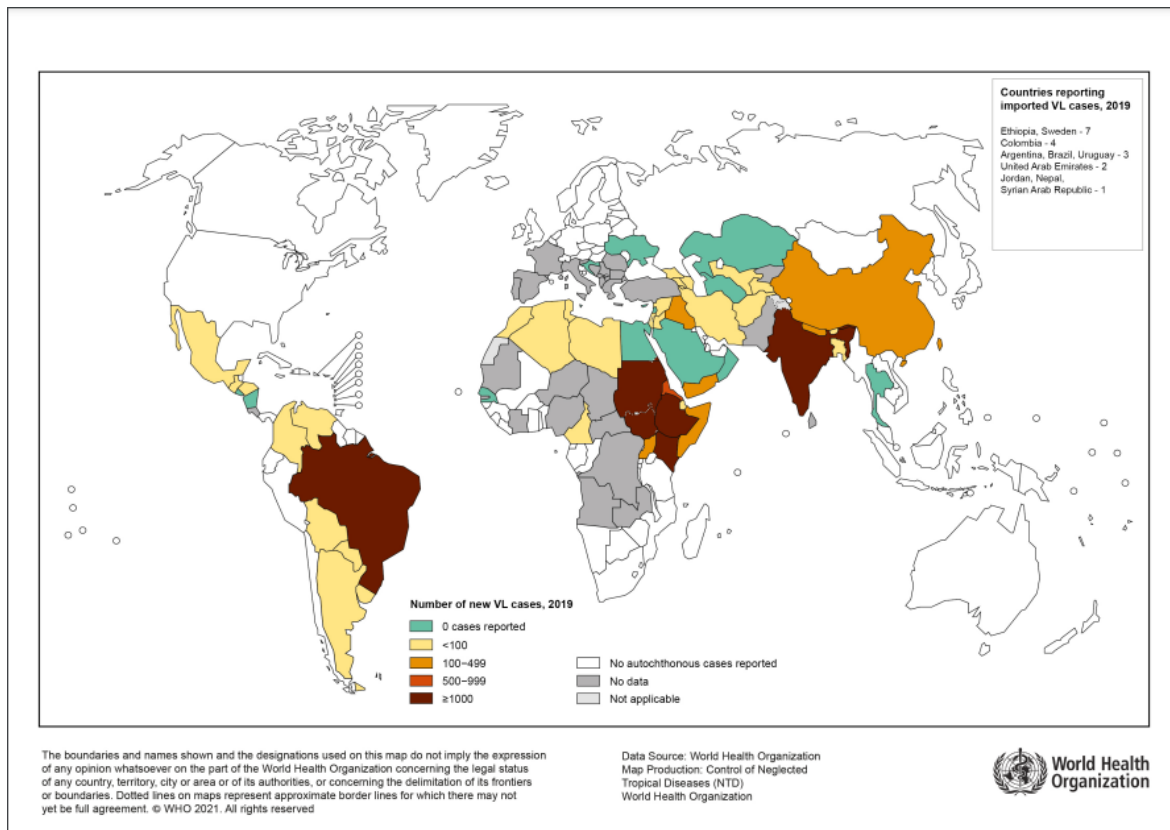 Countries reporting
imported VL cases, 2019
Ethiopia, Sweden - 7
Colombia - 4
Argentina, Brazil, Uruguay - 3
United Arab Emirates - 2
Jordan, Nepal,
Syrian Arab Republic - 1
Number of new VL cases, 2019
0 cases reported
<100
100–499
500–999
≥1000
No autochthonous cases reported
No data
Not applicable
The boundaries and names shown and the designations used on this map do not imply the expression
of any opinion whatsoever on the part of the World Health Organization concerning the legal status
of any country, territory, city or area or of its authorities, or concerning the delimitation of its frontiers
or boundaries. Dotted lines on maps represent approximate border lines for which there may not
yet be full agreement. © WHO 2021. All rights reserved
Data Source: World Health Organization
Map Production: Control of Neglected
Tropical Diseases (NTD)
World Health Organization
World Health
Organization